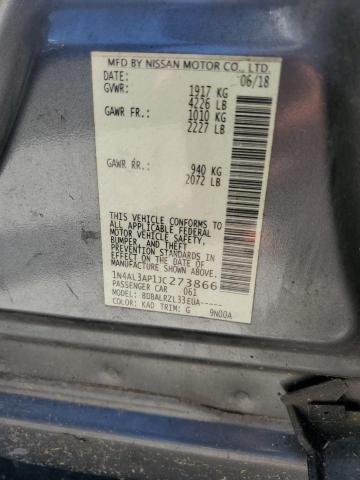 MFD BY NISSAN MOTOR CO., LTD.
DATE: 06/18
GVWR: 1917 KG
4226 LB
GAWR FR.: 1010 KG
2227 LB
GAWR RR.: 940 KG
2072 LB
THIS VEHICLE CONFORMS TO
ALL APPLICABLE FEDERAL
MOTOR VEHICLE SAFETY,
BUMPER, AND THEFT
PREVENTION STANDARDS IN
EFFECT ON THE DATE OF
MANUFACTURE SHOWN ABOVE.
1N4AL3AP1JC273866
PASSENGER CAR 061
MODEL: BDBALRZL33EUA-----
COLOR: KAD TRIM: G 9N00A